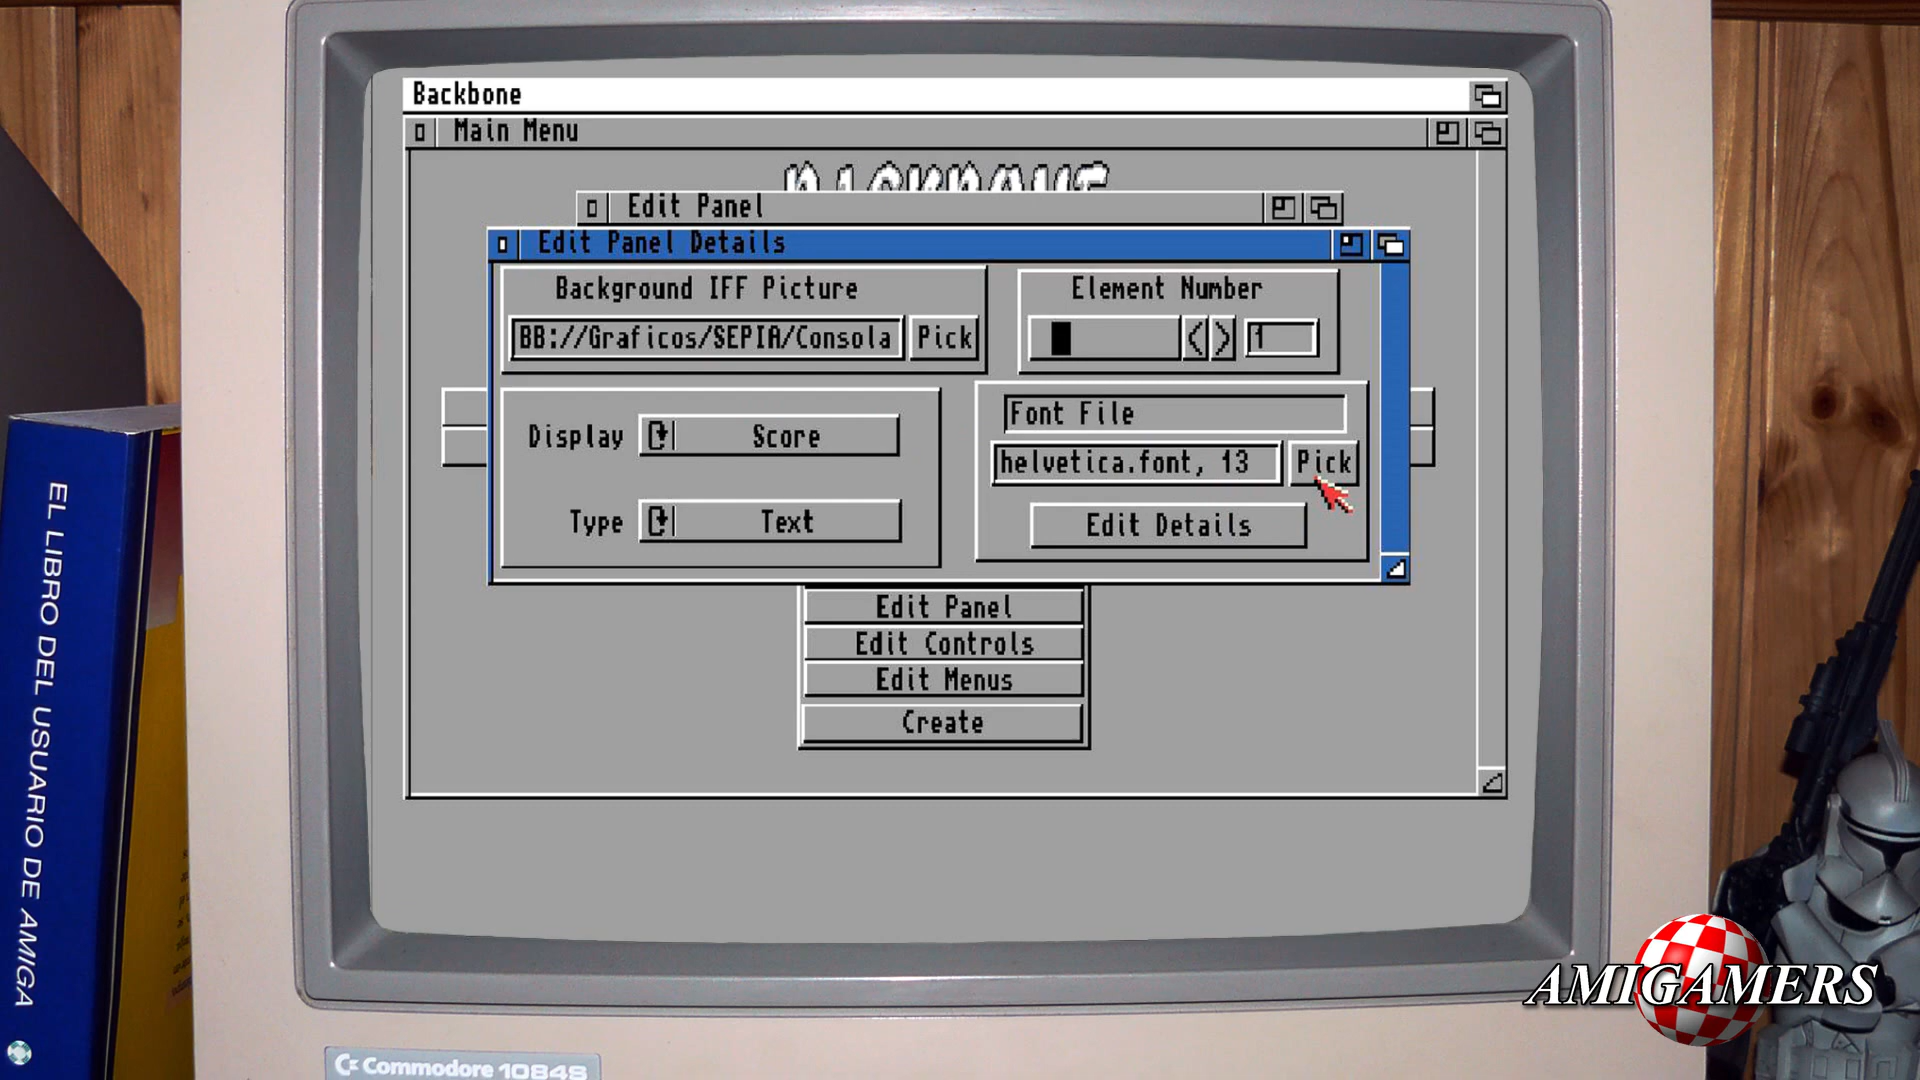 Backbone
Main Menu
Edit Panel
Edit Panel Details
Background IFF Picture
BB://Graficos/SEPIA/Consola
Pick
Element Number
< >
1
Display
Score
Type
Text
Font File
helvetica.font, 13
Pick
Edit Details
Edit Panel
Edit Controls
Edit Menus
Create
EL LIBRO DEL USUARIO DE AMIGA
Commodore 1084S
AMIGAMERS